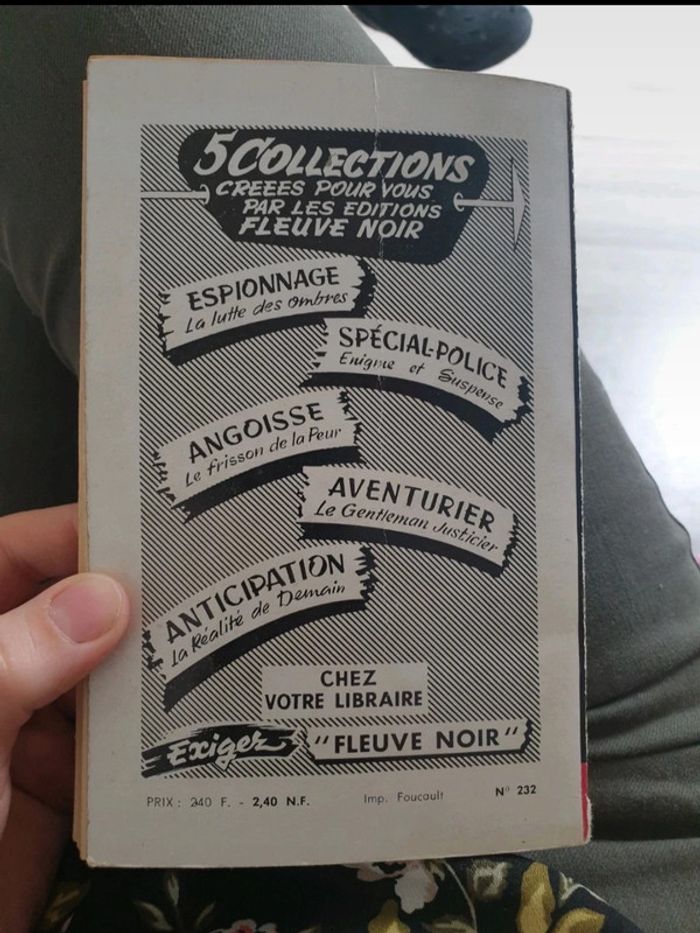 5 COLLECTIONS
CREEES POUR VOUS
PAR LES EDITIONS
FLEUVE NOIR
ESPIONNAGE
La lutte des ombres
SPÉCIAL-POLICE
Enigme et Suspense
ANGOISSE
Le frisson de la Peur
AVENTURIER
Le Gentleman Justicier
ANTICIPATION
La Réalité de Demain
CHEZ
VOTRE LIBRAIRE
Exigez "FLEUVE NOIR"
PRIX : 240 F. - 2,40 N.F. Imp. Foucault N° 232